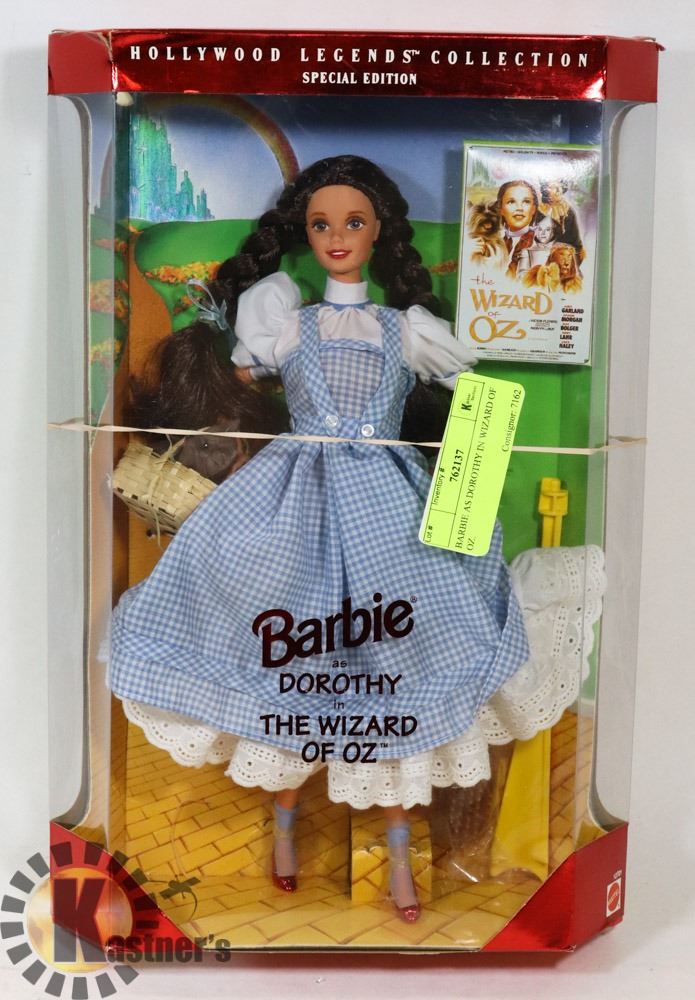 HOLLYWOOD LEGENDS™ COLLECTION
SPECIAL EDITION
the
WIZARD
of
OZ
GARLAND
MORGAN
BOLGER
LAHR
HALEY
Lot #
Inventory #
762137
BARBIE AS DOROTHY IN WIZARD OF
OZ.
Consignor: 7162
Barbie®
as
DOROTHY
in
THE WIZARD
OF OZ™
Kastner's